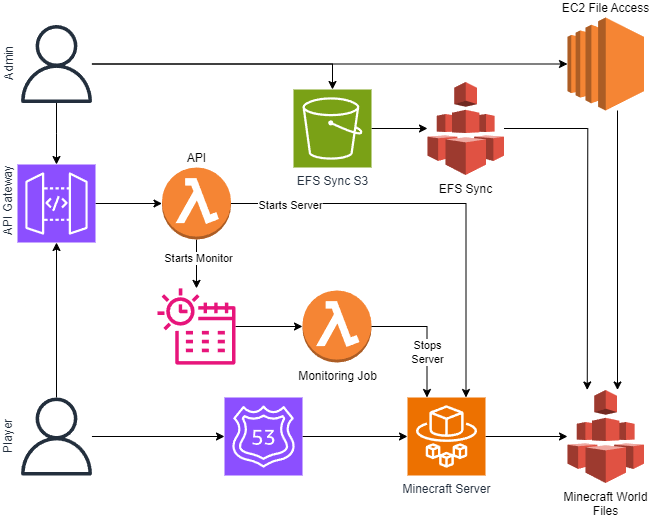 EC2 File Access
Admin
EFS Sync S3
EFS Sync
API Gateway
</>
API
Starts Server
Starts Monitor
Monitoring Job
Stops
Server
Player
53
Minecraft Server
Minecraft World
Files